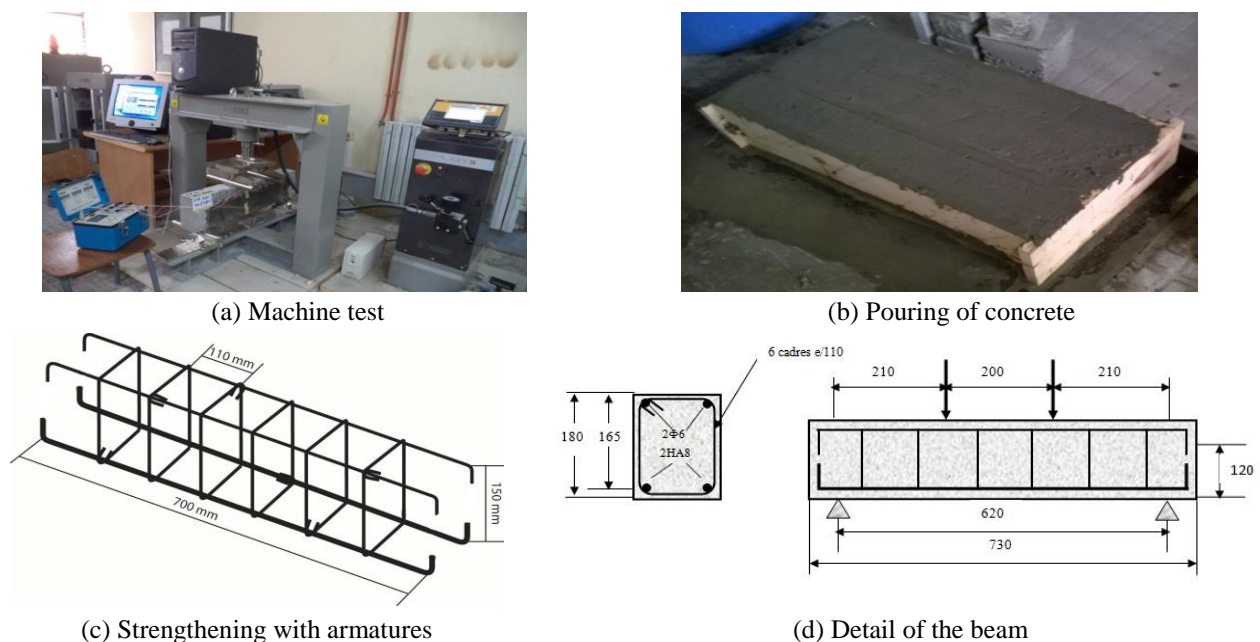 (a) Machine test
(b) Pouring of concrete
110 mm
700 mm
150 mm
6 cadres e/110
180
165
2Φ6
2HA8
210
200
210
120
620
730
(c) Strengthening with armatures
(d) Detail of the beam